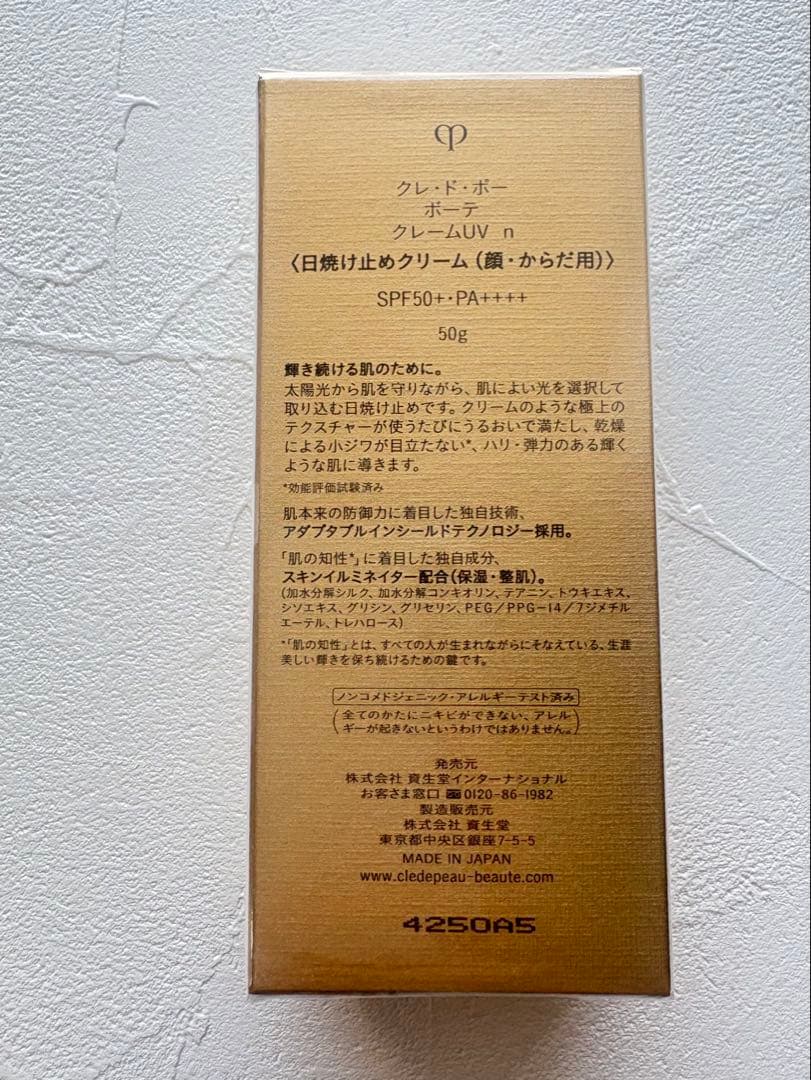 クレ・ド・ポー
ボーテ
クレームUV n
〈日焼け止めクリーム(顔・からだ用)〉
SPF50+・PA++++
50g
輝き続ける肌のために。
太陽光から肌を守りながら、肌によい光を選択して
取り込む日焼け止めです。クリームのような極上の
テクスチャーが使うたびにうるおいで満たし、乾燥
による小ジワが目立たない*、ハリ・弾力のある輝く
ような肌に導きます。
*効能評価試験済み
肌本来の防御力に着目した独自技術、
アダプタブルインシールドテクノロジー採用。
「肌の知性*」に着目した独自成分、
スキンイルミネイター配合(保湿・整肌)。
(加水分解シルク、加水分解コンキオリン、テアニン、トウキエキス、
シソエキス、グリシン、グリセリン、PEG/PPG-14/7ジメチル
エーテル、トレハロース)
*「肌の知性」とは、すべての人が生まれながらにそなえている、生涯
美しい輝きを保ち続けるための鍵です。
ノンコメドジェニック・アレルギーテスト済み
(全てのかたにニキビができない、アレル
ギーが起きないというわけではありません。)
発売元
株式会社 資生堂インターナショナル
お客さま窓口 0120-86-1982
製造販売元
株式会社 資生堂
東京都中央区銀座7-5-5
MADE IN JAPAN
www.cledepeau-beaute.com
4250A5